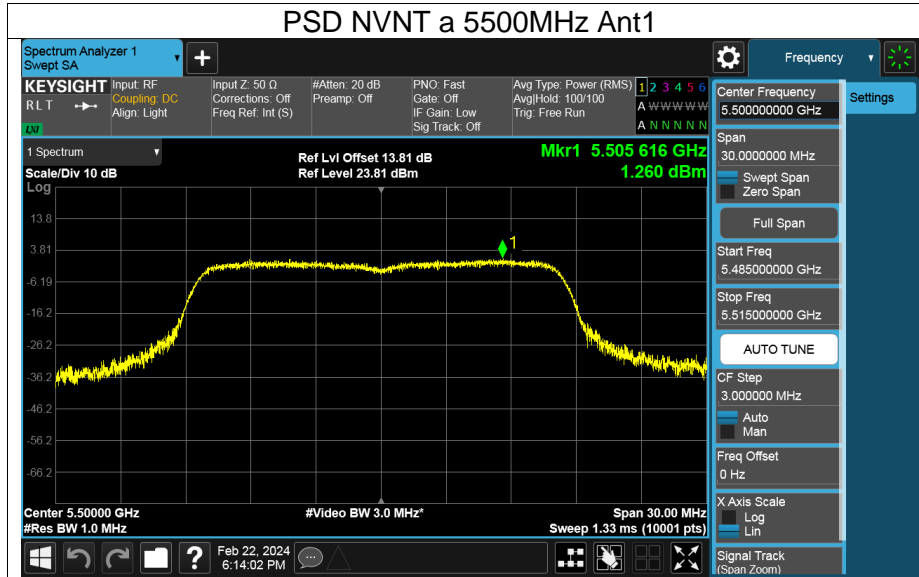 PSD NVNT a 5500MHz Ant1
Spectrum Analyzer 1
Swept SA
+
Frequency
KEYSIGHT
RLT
LXI
Input: RF
Coupling: DC
Align: Light
Input Z: 50 Ω
Corrections: Off
Freq Ref: Int (S)
#Atten: 20 dB
Preamp: Off
PNO: Fast
Gate: Off
IF Gain: Low
Sig Track: Off
Avg Type: Power (RMS)
Avg|Hold: 100/100
Trig: Free Run
1 2 3 4 5 6
A W W W W W
A N N N N N
Center Frequency
5.500000000 GHz
Settings
Span
30.0000000 MHz
Swept Span
Zero Span
Full Span
Start Freq
5.485000000 GHz
Stop Freq
5.515000000 GHz
AUTO TUNE
CF Step
3.000000 MHz
Auto
Man
Freq Offset
0 Hz
X Axis Scale
Log
Lin
Signal Track
(Span Zoom)
1 Spectrum
Scale/Div 10 dB
Ref Lvl Offset 13.81 dB
Ref Level 23.81 dBm
Mkr1 5.505 616 GHz
1.260 dBm
Log
13.8
3.81
-6.19
-16.2
-26.2
-36.2
-46.2
-56.2
-66.2
1
Center 5.50000 GHz
#Res BW 1.0 MHz
#Video BW 3.0 MHz*
Span 30.00 MHz
Sweep 1.33 ms (10001 pts)
?
Feb 22, 2024
6:14:02 PM